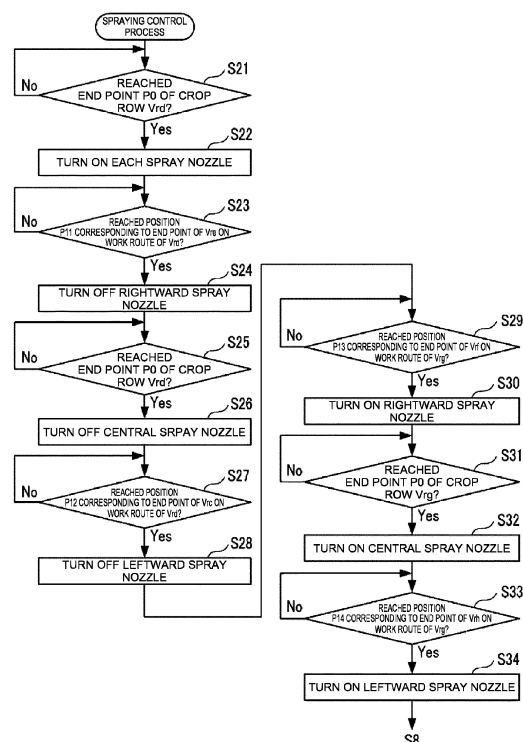 SPRAYING CONTROL
PROCESS
S21
REACHED
END POINT P0 OF CROP
ROW Vrd?
No
Yes
S22
TURN ON EACH SPRAY NOZZLE
S23
REACHED POSITION
P11 CORRESPONDING TO END POINT OF Vre ON
WORK ROUTE OF Vrd?
No
Yes
S24
TURN OFF RIGHTWARD SPRAY
NOZZLE
S25
REACHED
END POINT P0 OF CROP
ROW Vrd?
No
Yes
S26
TURN OFF CENTRAL SRPAY NOZZLE
S27
REACHED POSITION
P12 CORRESPONDING TO END POINT OF Vrc ON
WORK ROUTE OF Vrd?
No
Yes
S28
TURN OFF LEFTWARD SPRAY
NOZZLE
S29
REACHED POSITION
P13 CORRESPONDING TO END POINT OF Vrf ON
WORK ROUTE OF Vrg?
No
Yes
S30
TURN ON RIGHTWARD SPRAY
NOZZLE
S31
REACHED
END POINT P0 OF CROP
ROW Vrg?
No
Yes
S32
TURN ON CENTRAL SPRAY NOZZLE
S33
REACHED POSITION
P14 CORRESPONDING TO END POINT OF Vrh ON
WORK ROUTE OF Vrg?
No
Yes
S34
TURN ON LEFTWARD SPRAY NOZZLE
S8